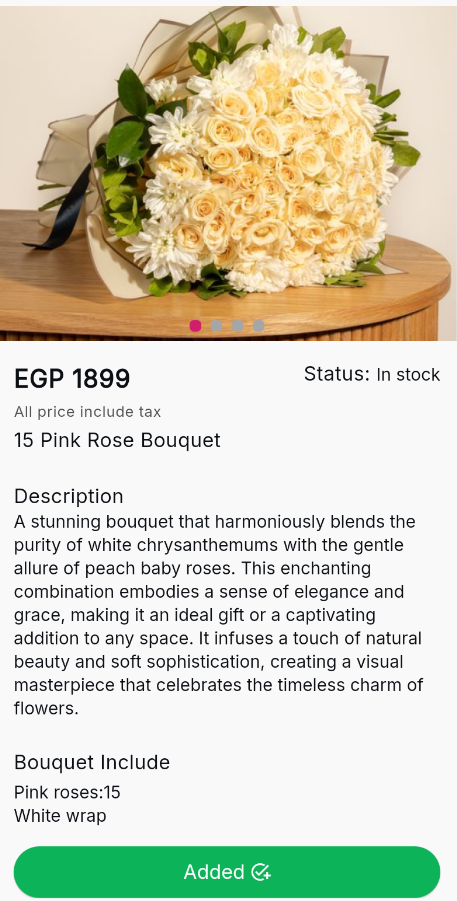 EGP 1899
Status: In stock
All price include tax
15 Pink Rose Bouquet
Description
A stunning bouquet that harmoniously blends the
purity of white chrysanthemums with the gentle
allure of peach baby roses. This enchanting
combination embodies a sense of elegance and
grace, making it an ideal gift or a captivating
addition to any space. It infuses a touch of natural
beauty and soft sophistication, creating a visual
masterpiece that celebrates the timeless charm of
flowers.
Bouquet Include
Pink roses:15
White wrap
Added